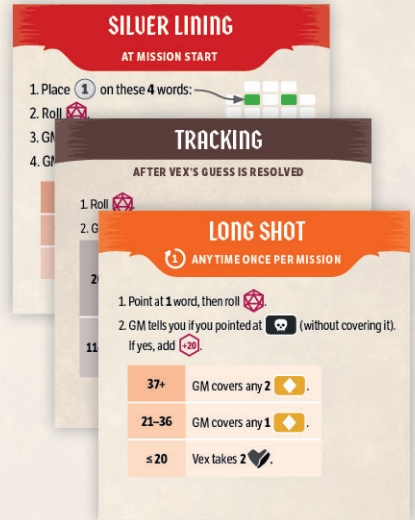 SILVER LINING
AT MISSION START
1. Place 1 on these 4 words:
2. Roll
3. GM
4. GM
TRACKING
AFTER VEX'S GUESS IS RESOLVED
1. Roll
2. G
20
11-
LONG SHOT
1 ANYTIME ONCE PER MISSION
1. Point at 1 word, then roll
2. GM tells you if you pointed at (without covering it).
If yes, add +20.
37+ GM covers any 2 .
21–36 GM covers any 1 .
≤ 20 Vex takes 2 .